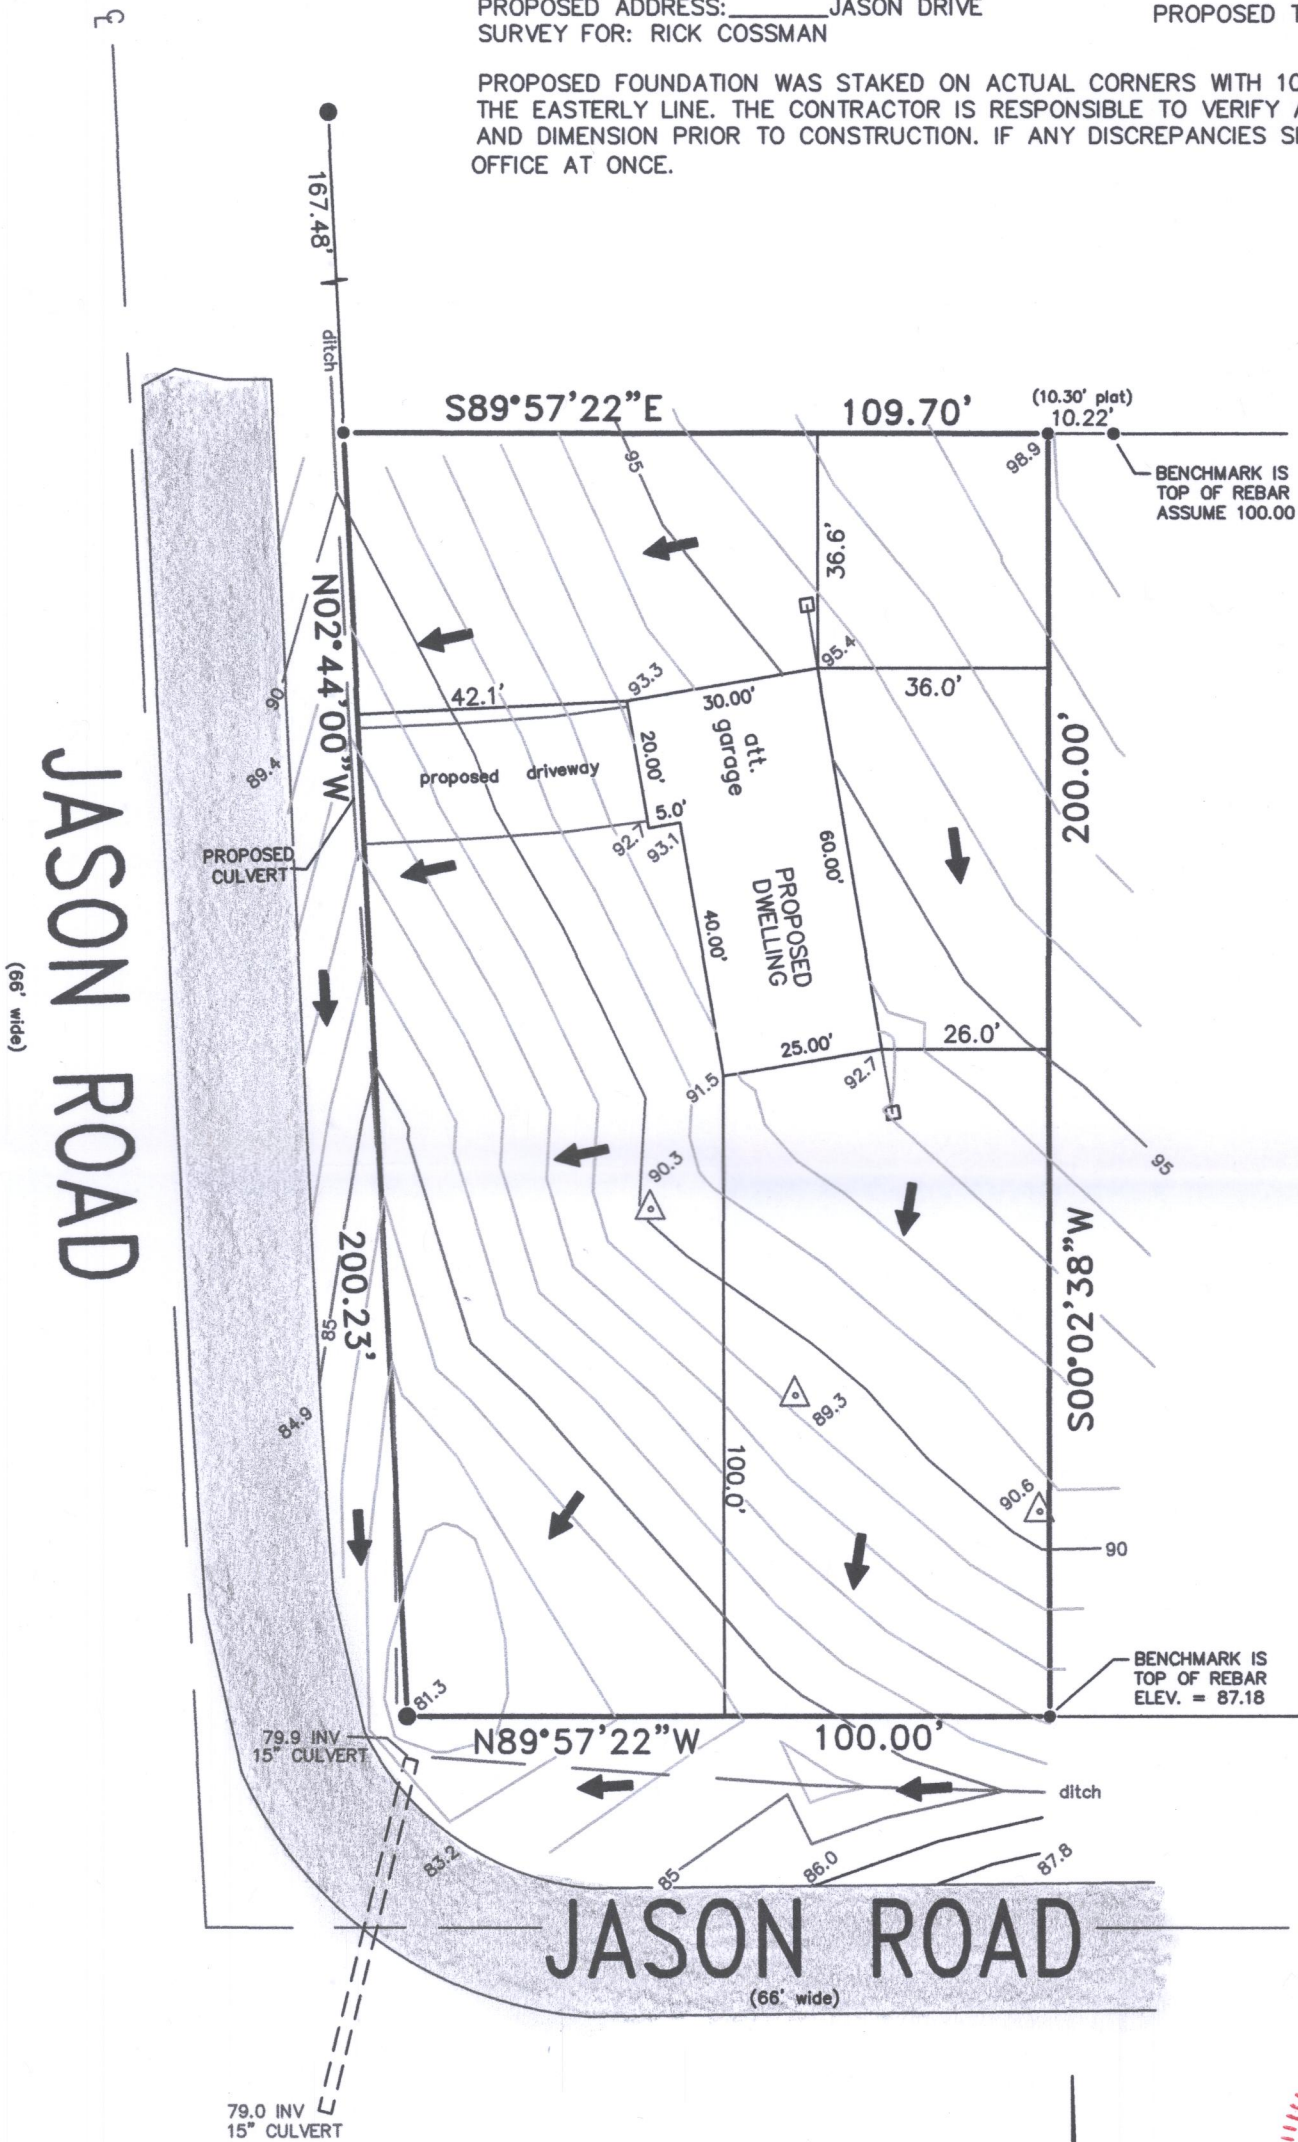 PROPOSED ADDRESS:________JASON DRIVE
PROPOSED
SURVEY FOR: RICK COSSMAN
PROPOSED FOUNDATION WAS STAKED ON ACTUAL CORNERS WITH 10
THE EASTERLY LINE. THE CONTRACTOR IS RESPONSIBLE TO VERIFY
AND DIMENSION PRIOR TO CONSTRUCTION. IF ANY DISCREPANCIES
OFFICE AT ONCE.
167.48'
ditch
S89°57'22"E
109.70'
(10.30' plat)
10.22'
98.9
BENCHMARK IS
TOP OF REBAR
ASSUME 100.00
95
36.6'
N02°44'00"W
90
89.4
42.1'
93.3
30.00'
95.4
36.0'
att.
garage
20.00'
proposed driveway
5.0'
92.7
93.1
200.00'
PROPOSED
CULVERT
60.00'
PROPOSED
DWELLING
40.00'
JASON ROAD
(66' wide)
25.00'
26.0'
91.5
92.7
95
90.3
200.23'
85
84.9
S00°02'38"W
89.3
100.0'
90.6
90
BENCHMARK IS
TOP OF REBAR
ELEV. = 87.18
81.3
N89°57'22"W
100.00'
79.9 INV
15" CULVERT
ditch
83.2
85
86.0
87.8
JASON ROAD
(66' wide)
79.0 INV
15" CULVERT